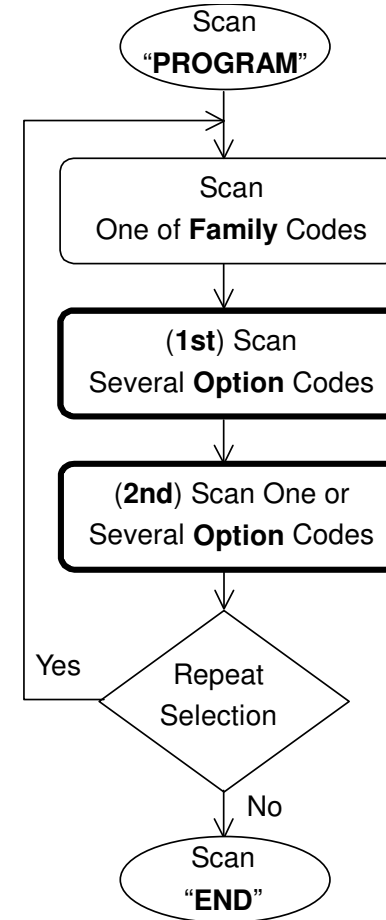 Scan
“PROGRAM”
Scan
One of Family Codes
(1st) Scan
Several Option Codes
(2nd) Scan One or
Several Option Codes
Yes
Repeat
Selection
No
Scan
“END”